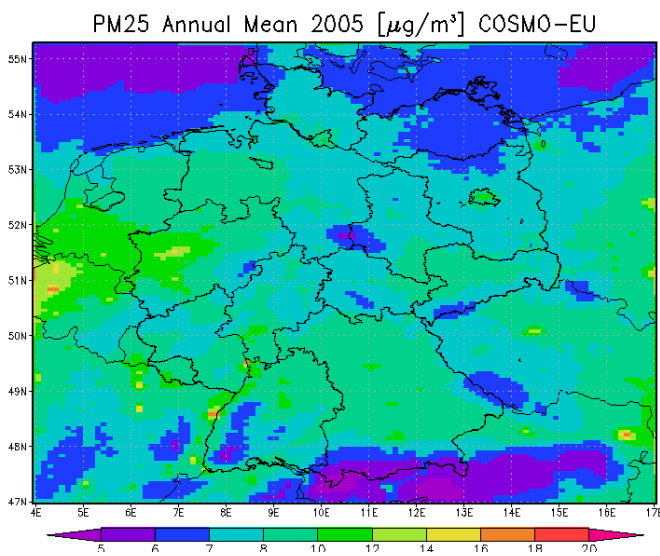 PM25 Annual Mean 2005 [μg/m³] COSMO-EU
55N
54N
53N
52N
51N
50N
49N
48N
47N
4E 5E 6E 7E 8E 9E 10E 11E 12E 13E 14E 15E 16E 17E
5 6 7 8 10 12 14 16 18 20